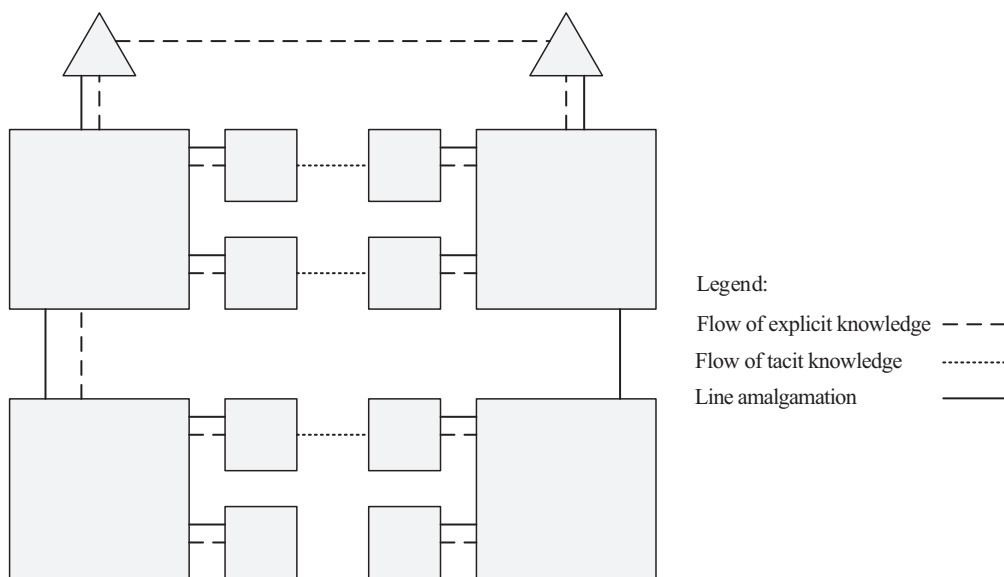 Legend:
Flow of explicit knowledge
Flow of tacit knowledge
Line amalgamation